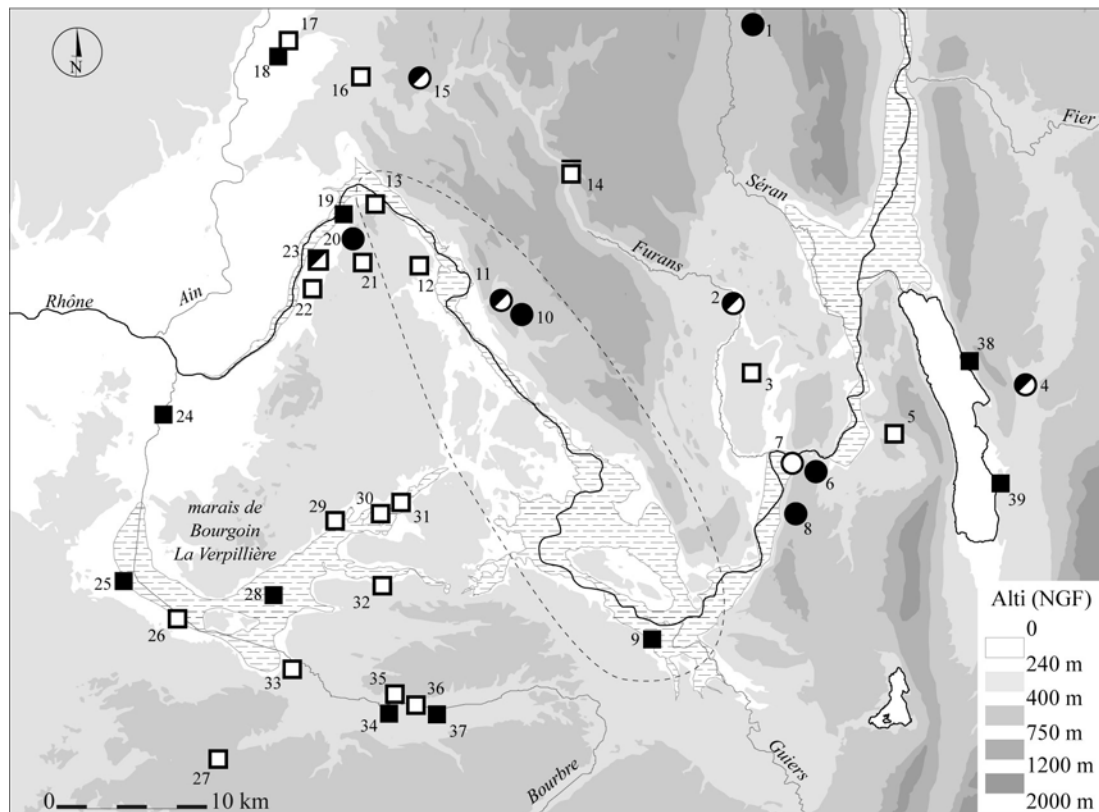 17
1
18
16
15
N
Fier
14
13
Séran
19
20
23
11
Furans
2
21
12
22
10
Rhône
Ain
38
3
4
24
5
7
6
39
30
29
31
8
marais de
Bourgoin
La Verpillière
25
28
32
26
9
33
35
36
34
37
27
Bourbre
Guiers
0
10 km
Alti (NGF)
0
240 m
400 m
750 m
1200 m
2000 m